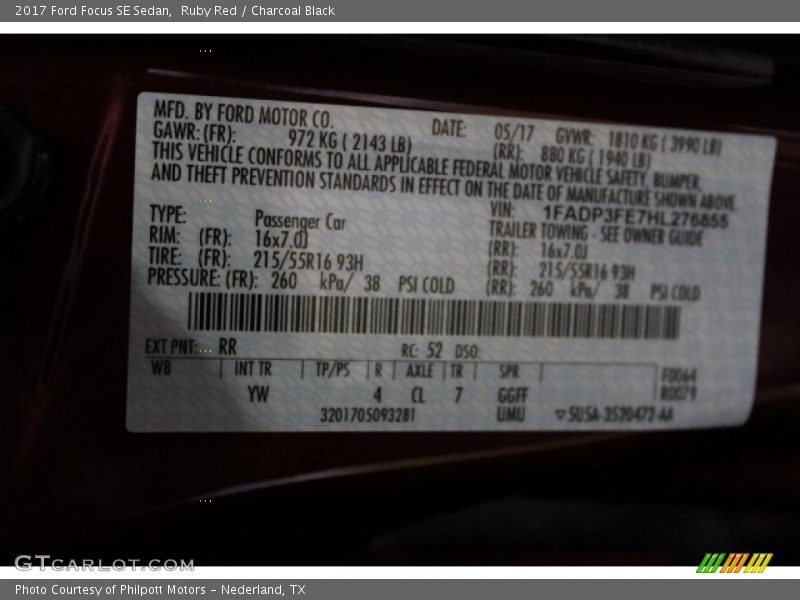 2017 Ford Focus SE Sedan, Ruby Red / Charcoal Black
MFD. BY FORD MOTOR CO.
DATE: 05/17 GVWR: 1810 KG ( 3990 LB)
GAWR: (FR): 972 KG ( 2143 LB) (RR): 880 KG ( 1940 LB)
THIS VEHICLE CONFORMS TO ALL APPLICABLE FEDERAL MOTOR VEHICLE SAFETY, BUMPER,
AND THEFT PREVENTION STANDARDS IN EFFECT ON THE DATE OF MANUFACTURE SHOWN ABOVE.
VIN: 1FADP3FE7HL276855
TYPE: Passenger Car TRAILER TOWING - SEE OWNER GUIDE
RIM: (FR): 16x7.0J (RR): 16x7.0J
TIRE: (FR): 215/55R16 93H (RR): 215/55R16 93H
PRESSURE: (FR): 260 kPa/ 38 PSI COLD (RR): 260 kPa/ 38 PSI COLD
EXT PNT: RR RC: 52 DSO:
WB INT TR TP/PS R AXLE TR SPR F0064
YW 4 CL 7 GGFF R0079
3201705093281 UMU ▽5U5A-3520472-AA
GTCARLOT.COM
Photo Courtesy of Philpott Motors - Nederland, TX